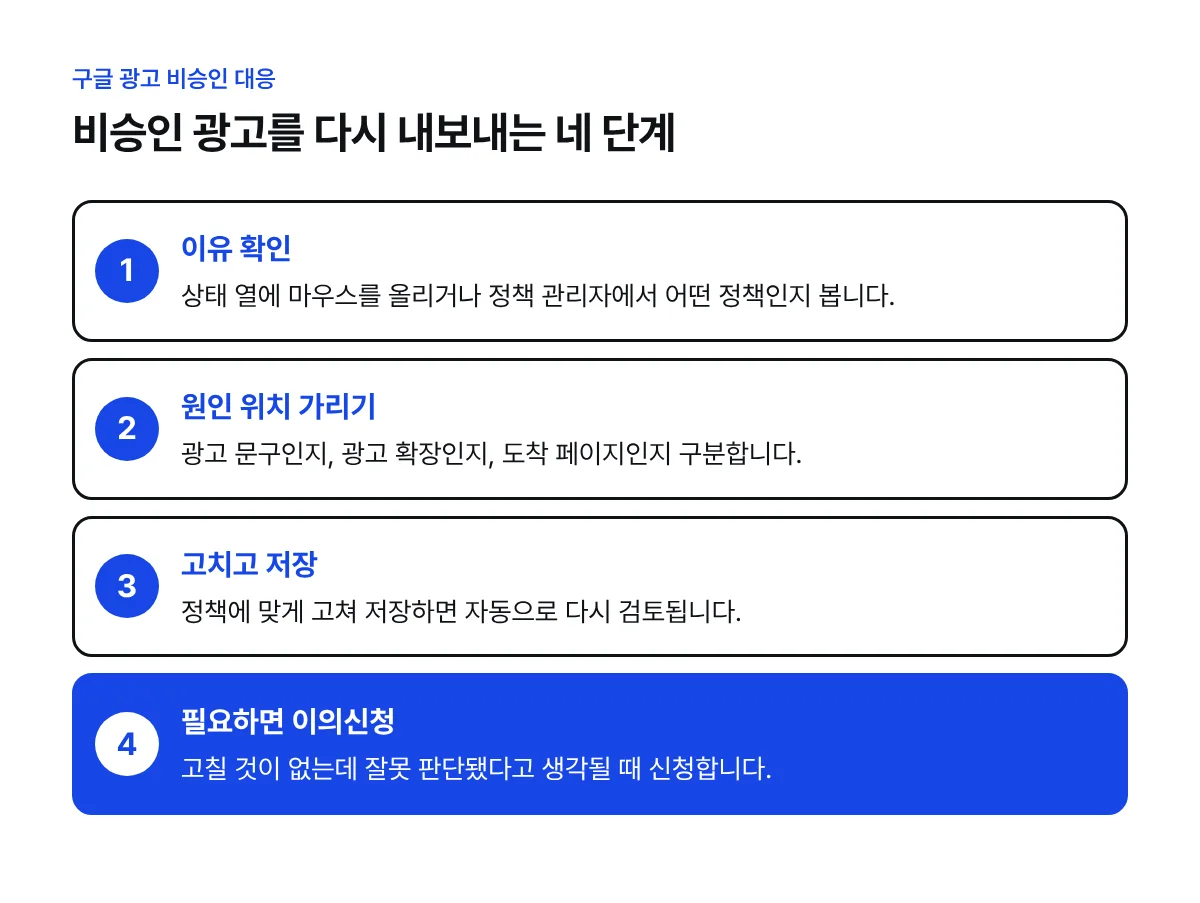 구글 광고 비승인 대응
비승인 광고를 다시 내보내는 네 단계
1
이유 확인
상태 열에 마우스를 올리거나 정책 관리자에서 어떤 정책인지 봅니다.
2
원인 위치 가리기
광고 문구인지, 광고 확장인지, 도착 페이지인지 구분합니다.
3
고치고 저장
정책에 맞게 고쳐 저장하면 자동으로 다시 검토됩니다.
4
필요하면 이의신청
고칠 것이 없는데 잘못 판단됐다고 생각될 때 신청합니다.